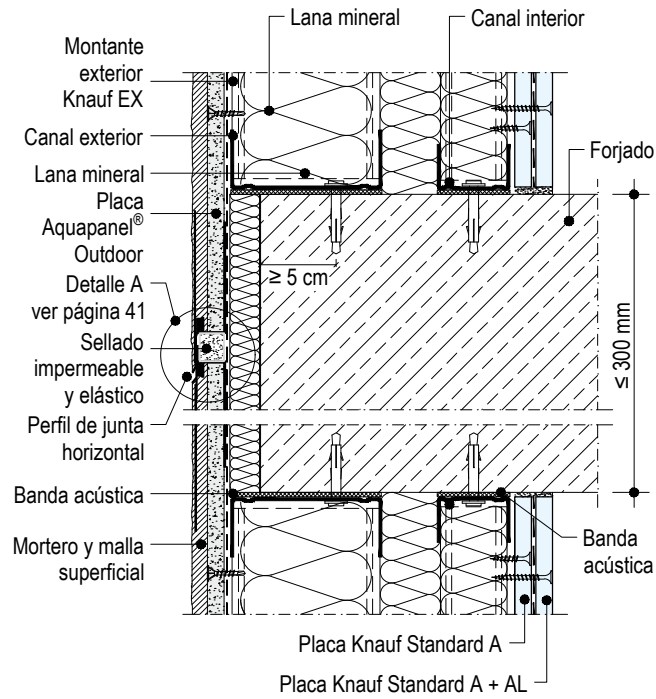 Lana mineral
Canal interior
Montante
exterior
Knauf EX
Canal exterior
Lana mineral
Placa
Aquapanel®
Outdoor
Detalle A
ver página 41
Sellado
impermeable
y elástico
Perfil de junta
horizontal
Banda acústica
Mortero y malla
superficial
Forjado
≥ 5 cm
≤ 300 mm
Banda
acústica
Placa Knauf Standard A
Placa Knauf Standard A + AL